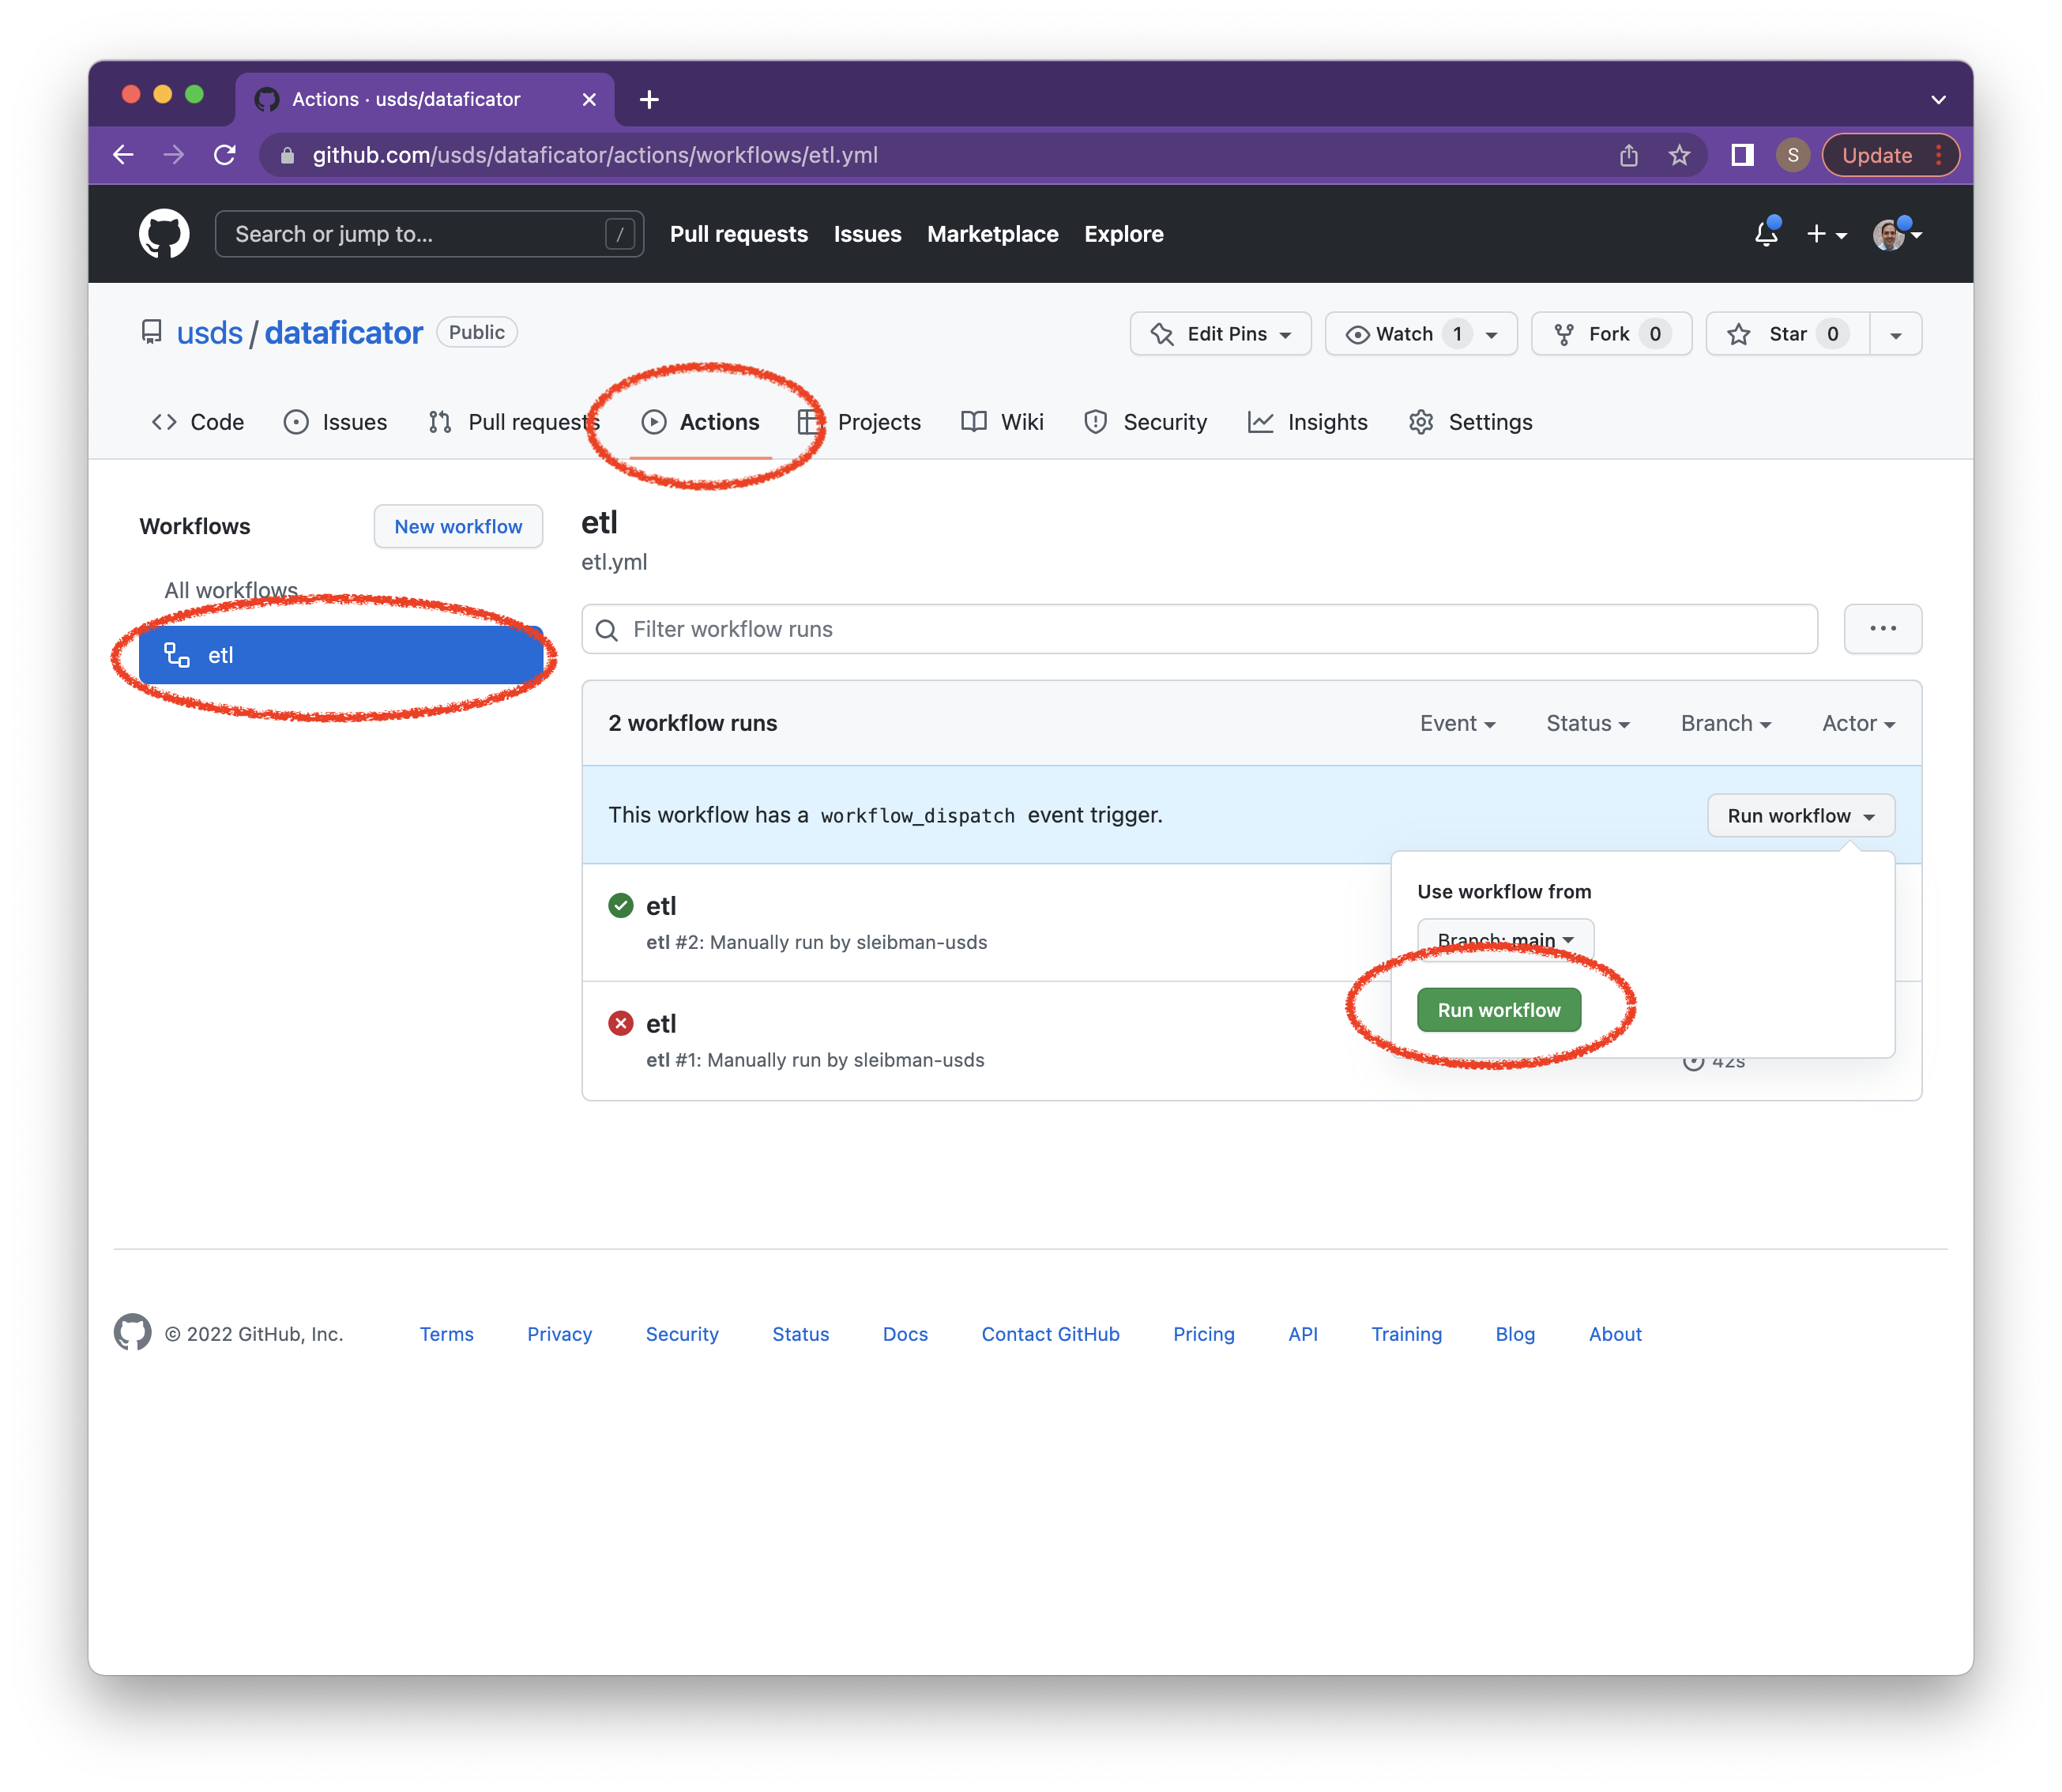 Actions · usds/dataficator
github.com/usds/dataficator/actions/workflows/etl.yml
S
Update
Search or jump to...
/
Pull requests
Issues
Marketplace
Explore
usds / dataficator
Public
Edit Pins
Watch 1
Fork 0
Star 0
Code
Issues
Pull requests
Actions
Projects
Wiki
Security
Insights
Settings
Workflows
New workflow
All workflows
etl
etl
etl.yml
Filter workflow runs
2 workflow runs
Event
Status
Branch
Actor
This workflow has a workflow_dispatch event trigger.
Run workflow
Use workflow from
Branch: main
Run workflow
etl
etl #2: Manually run by sleibman-usds
etl
etl #1: Manually run by sleibman-usds
42s
© 2022 GitHub, Inc.
Terms
Privacy
Security
Status
Docs
Contact GitHub
Pricing
API
Training
Blog
About